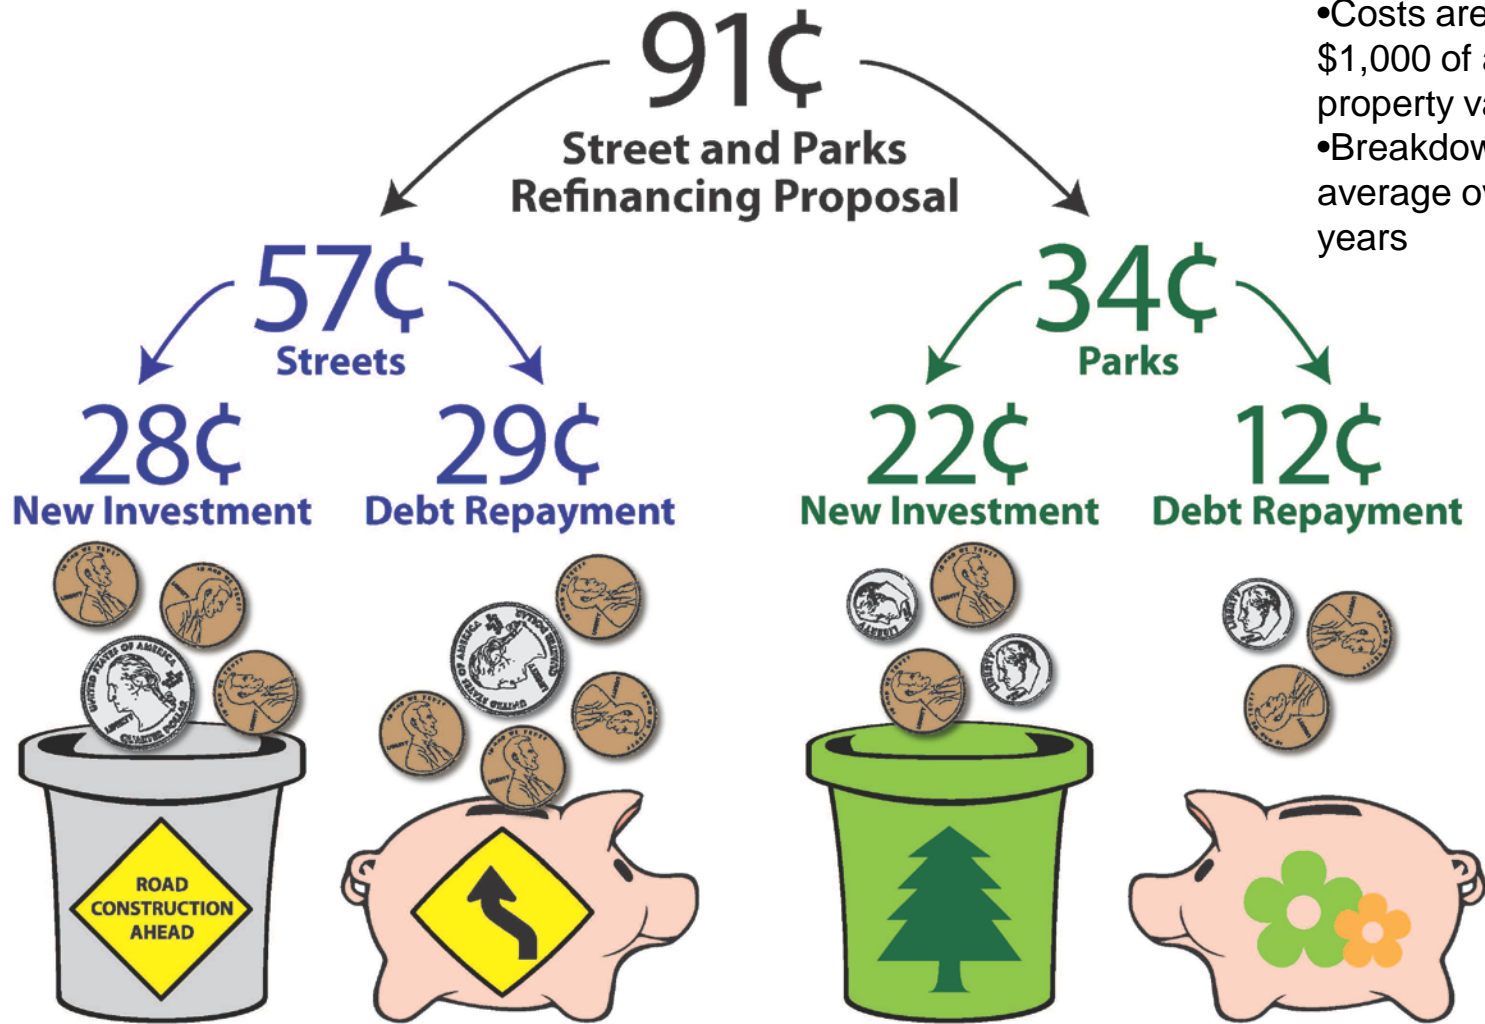 91¢
Street and Parks
Refinancing Proposal
•Costs are
$1,000 of
property
•Breakdow
average
years
57¢
Streets
34¢
Parks
28¢
New Investment
29¢
Debt Repayment
22¢
New Investment
12¢
Debt Repayment
ROAD
CONSTRUCTION
AHEAD